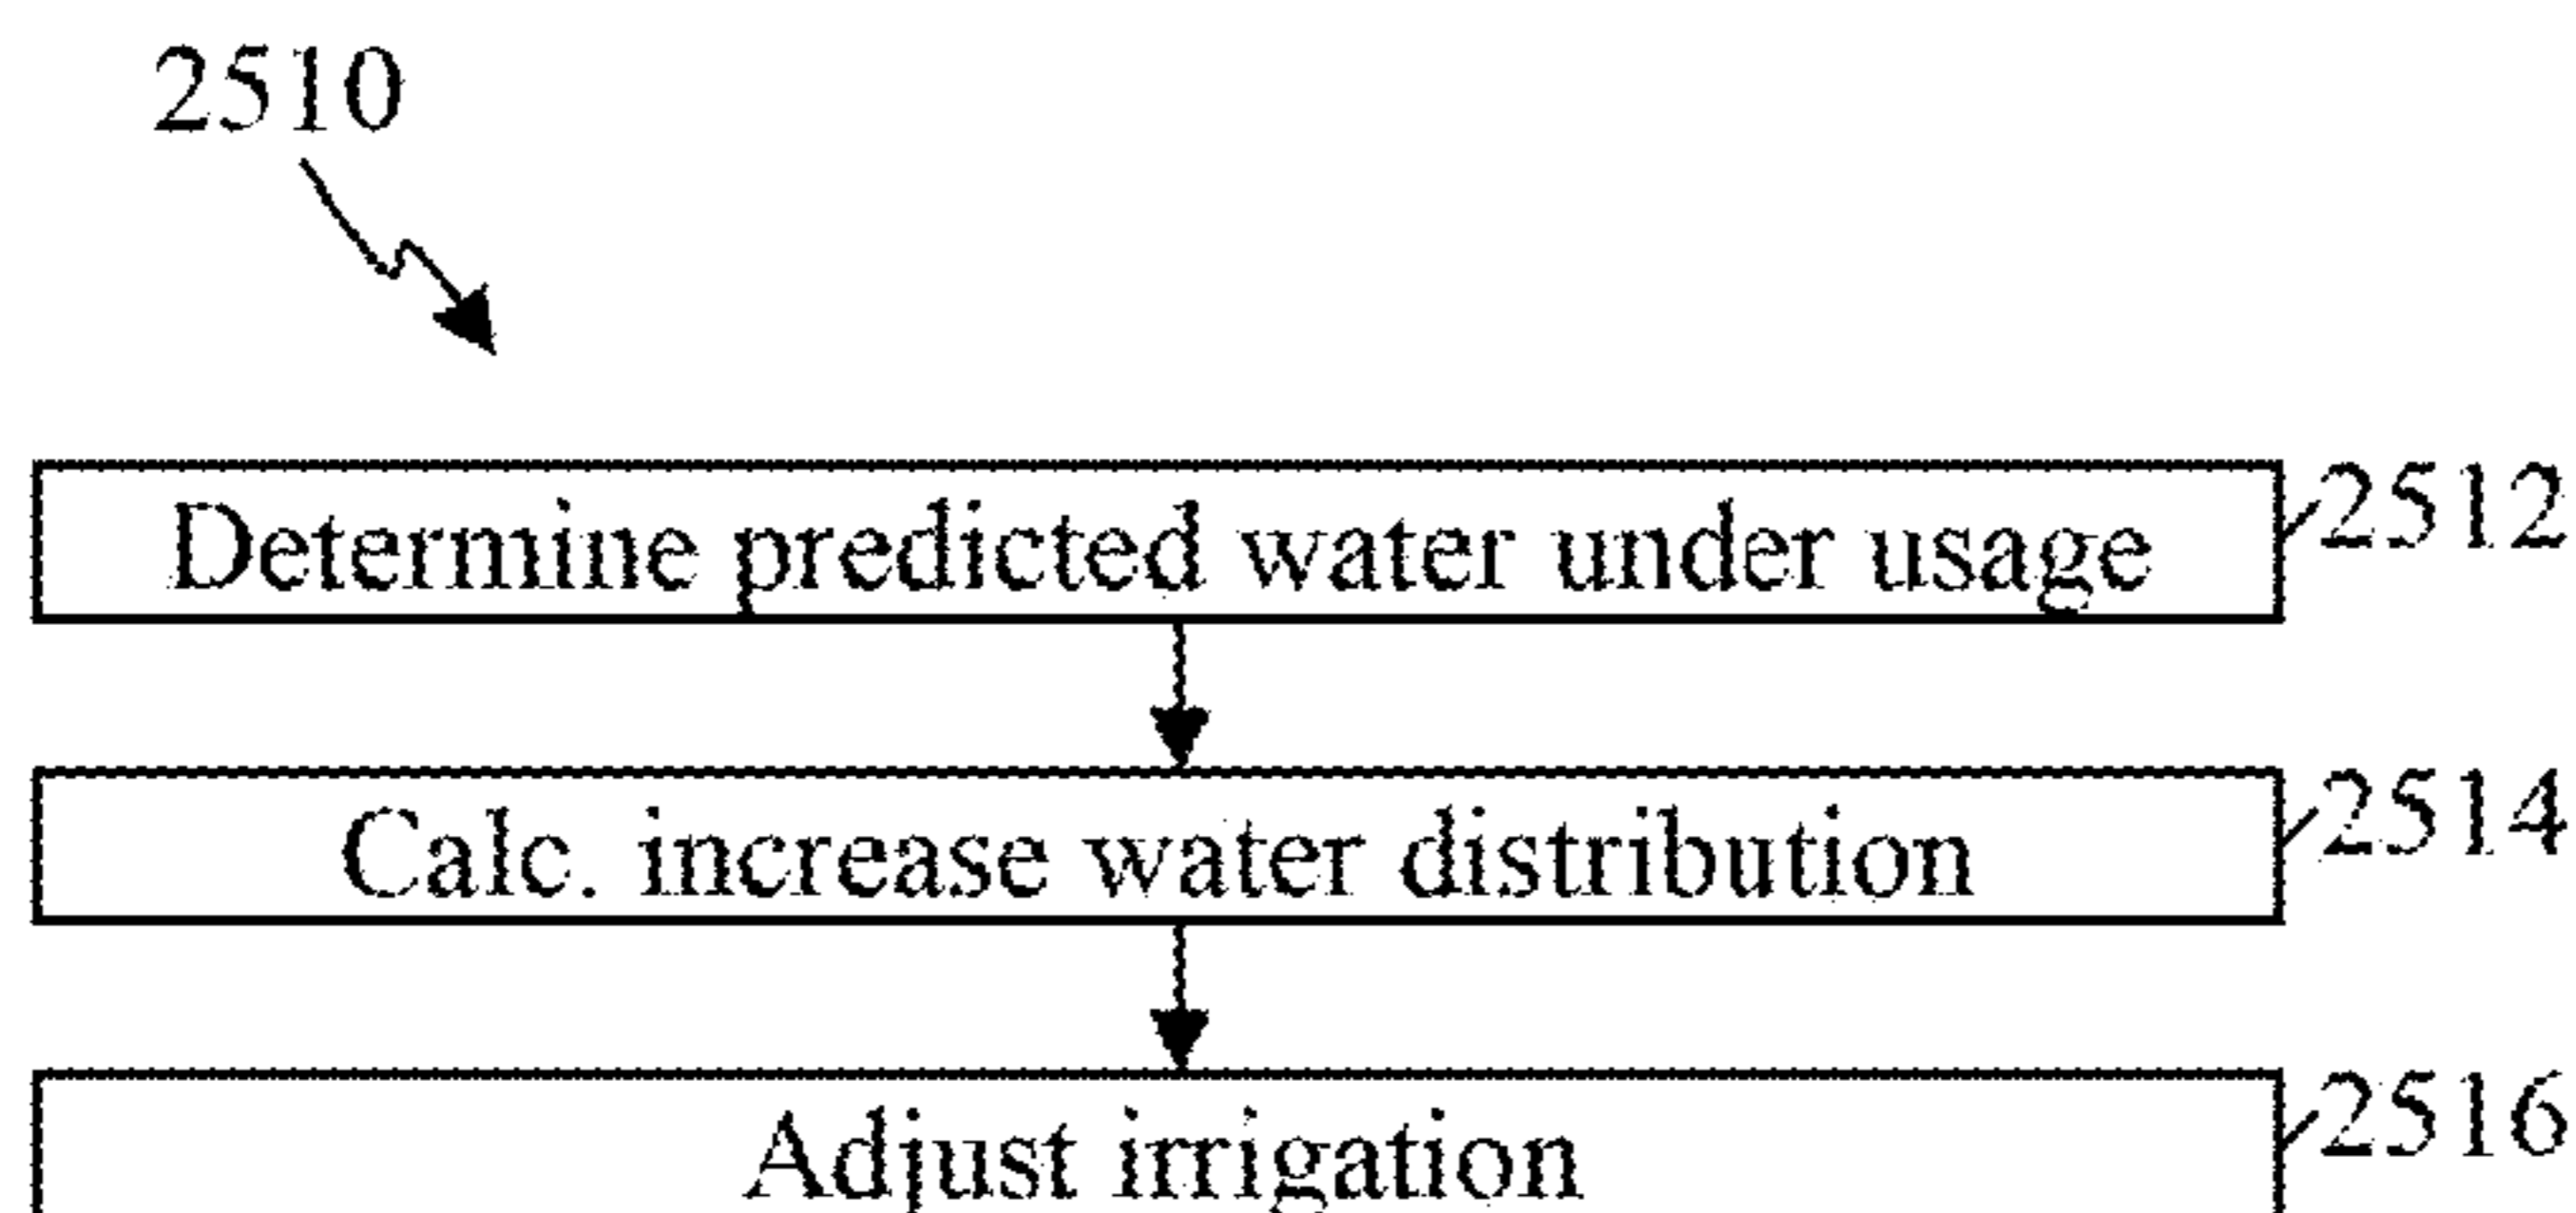 2510
Determine predicted water under usage 2512
Calc. increase water distribution 2514
Adjust irrigation 2516